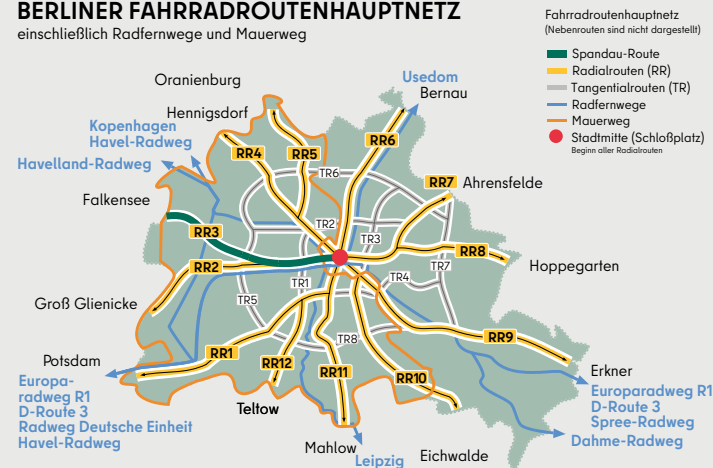 BERLINER FAHRRADROUTENHAUPTNETZ
einschließlich Radfernwege und Mauerweg
Fahrradroutenhauptnetz
(Nebenrouten sind nicht dargestellt)
Spandau-Route
Radialrouten (RR)
Tangentialrouten (TR)
Radfernwege
Mauerweg
Stadtmitte (Schloßplatz)
Beginn aller Radialrouten
Oranienburg
Usedom
Bernau
Hennigsdorf
Kopenhagen
Havel-Radweg
Havelland-Radweg
RR4
RR5
RR6
TR6
RR7
Ahrensfelde
Falkensee
RR3
TR2
TR3
RR8
RR2
TR1
TR4
TR7
Hoppegarten
Groß Glienicke
TR5
TR8
RR9
RR1
RR12
RR11
RR10
Potsdam
Europa-
radweg R1
D-Route 3
Radweg Deutsche Einheit
Havel-Radweg
Teltow
Mahlow
Leipzig
Eichwalde
Erkner
Europaradweg R1
D-Route 3
Spree-Radweg
Dahme-Radweg